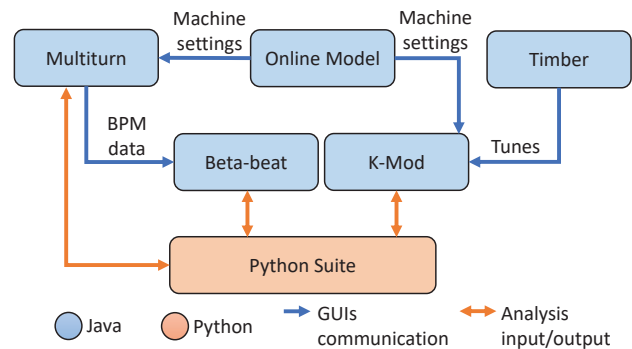 Machine
settings
Machine
settings
Multiturn
Online Model
Timber
BPM
data
Tunes
Beta-beat
K-Mod
Python Suite
Java
Python
GUIs
communication
Analysis
input/output